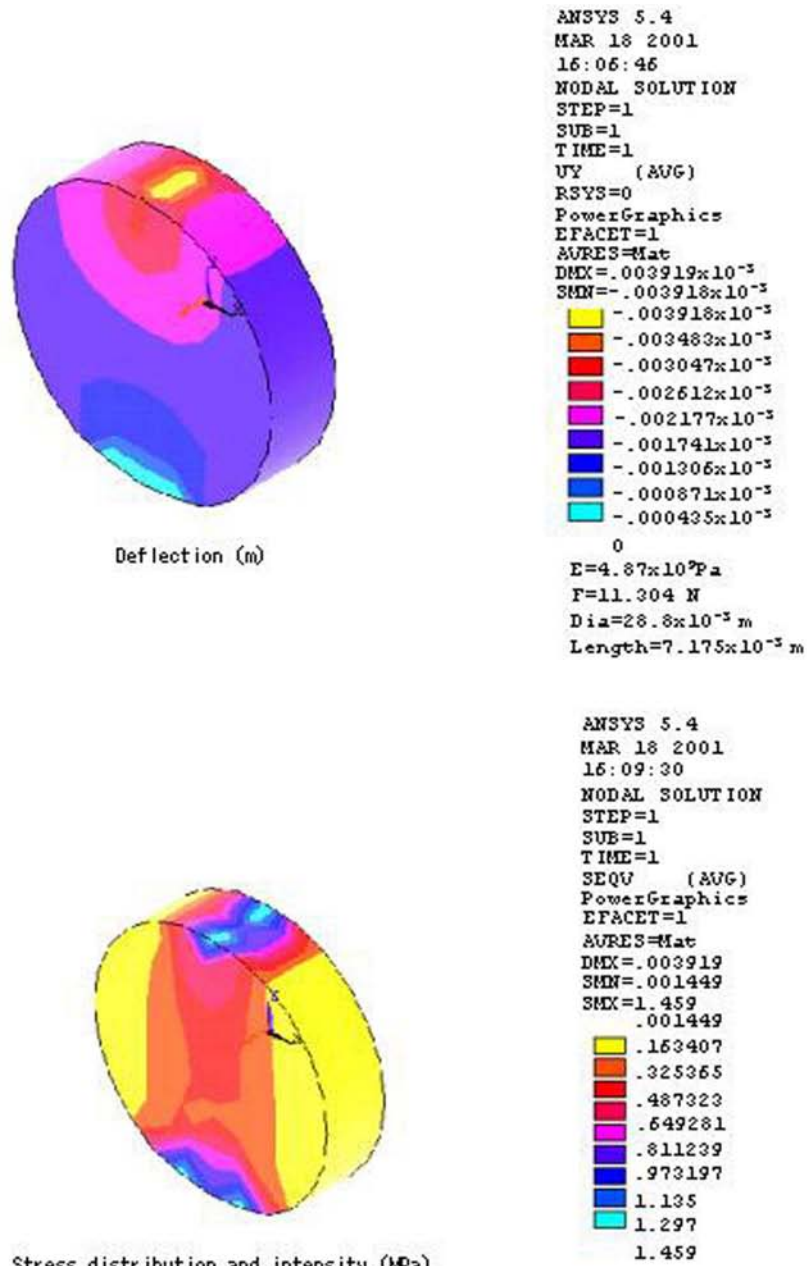 ANSYS 5.4
MAR 18 2001
16:06:46
NODAL SOLUTION
STEP=1
SUB=1
TIME=1
UY (AVG)
RSYS=0
PowerGraphics
EFACET=1
AVRES=Mat
DMX=.003919x10⁻³
SMN=-.003918x10⁻³
-.003918x10⁻³
-.003483x10⁻³
-.003047x10⁻³
-.002612x10⁻³
-.002177x10⁻³
-.001741x10⁻³
-.001306x10⁻³
-.000871x10⁻³
-.000435x10⁻³
0
Deflection (m)
E=4.87x10⁹Pa
F=11.304 N
Dia=28.8x10⁻³ m
Length=7.175x10⁻³ m
ANSYS 5.4
MAR 18 2001
16:09:30
NODAL SOLUTION
STEP=1
SUB=1
TIME=1
SEQV (AVG)
PowerGraphics
EFACET=1
AVRES=Mat
DMX=.003919
SMN=.001449
SMX=1.459
.001449
.163407
.325365
.487323
.649281
.811239
.973197
1.135
1.297
1.459
Stress distribution and intensity (MPa)